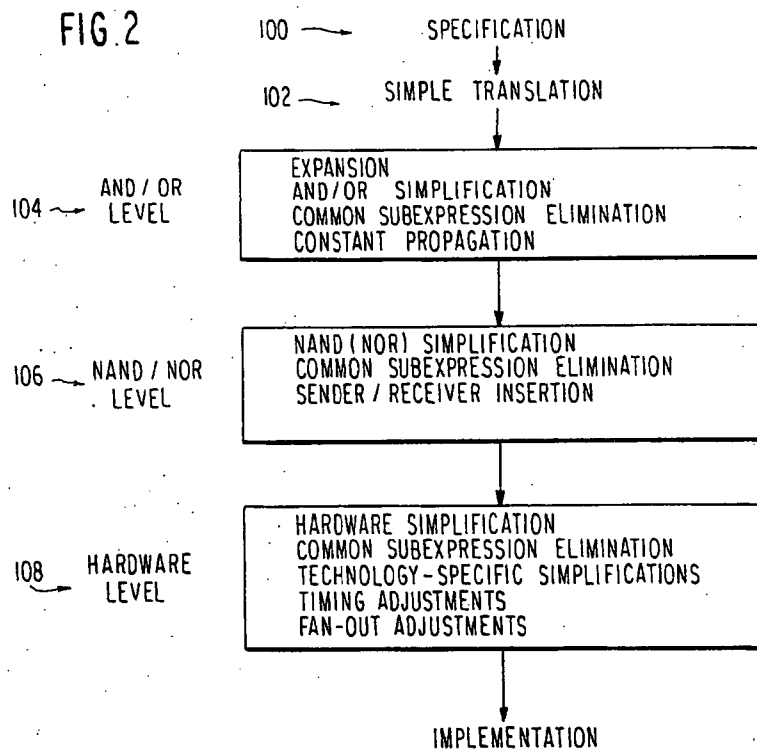 FIG.2
100 SPECIFICATION
102 SIMPLE TRANSLATION
104 AND/OR LEVEL
EXPANSION
AND/OR SIMPLIFICATION
COMMON SUBEXPRESSION ELIMINATION
CONSTANT PROPAGATION
106 NAND/NOR LEVEL
NAND(NOR) SIMPLIFICATION
COMMON SUBEXPRESSION ELIMINATION
SENDER/RECEIVER INSERTION
108 HARDWARE LEVEL
HARDWARE SIMPLIFICATION
COMMON SUBEXPRESSION ELIMINATION
TECHNOLOGY-SPECIFIC SIMPLIFICATIONS
TIMING ADJUSTMENTS
FAN-OUT ADJUSTMENTS
IMPLEMENTATION